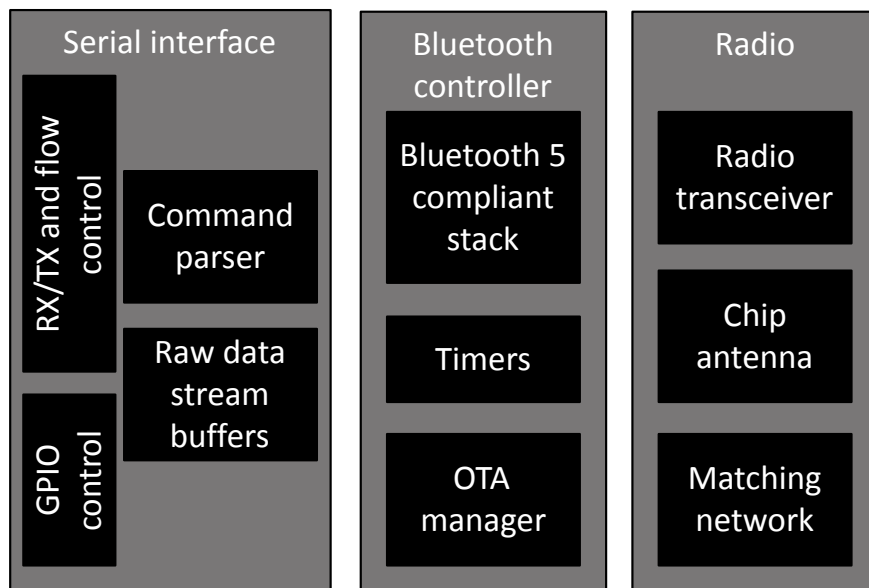 Serial interface
RX/TX and flow
control
Command
parser
Raw data
stream
buffers
GPIO
control
Bluetooth
controller
Bluetooth 5
compliant
stack
Timers
OTA
manager
Radio
Radio
transceiver
Chip
antenna
Matching
network